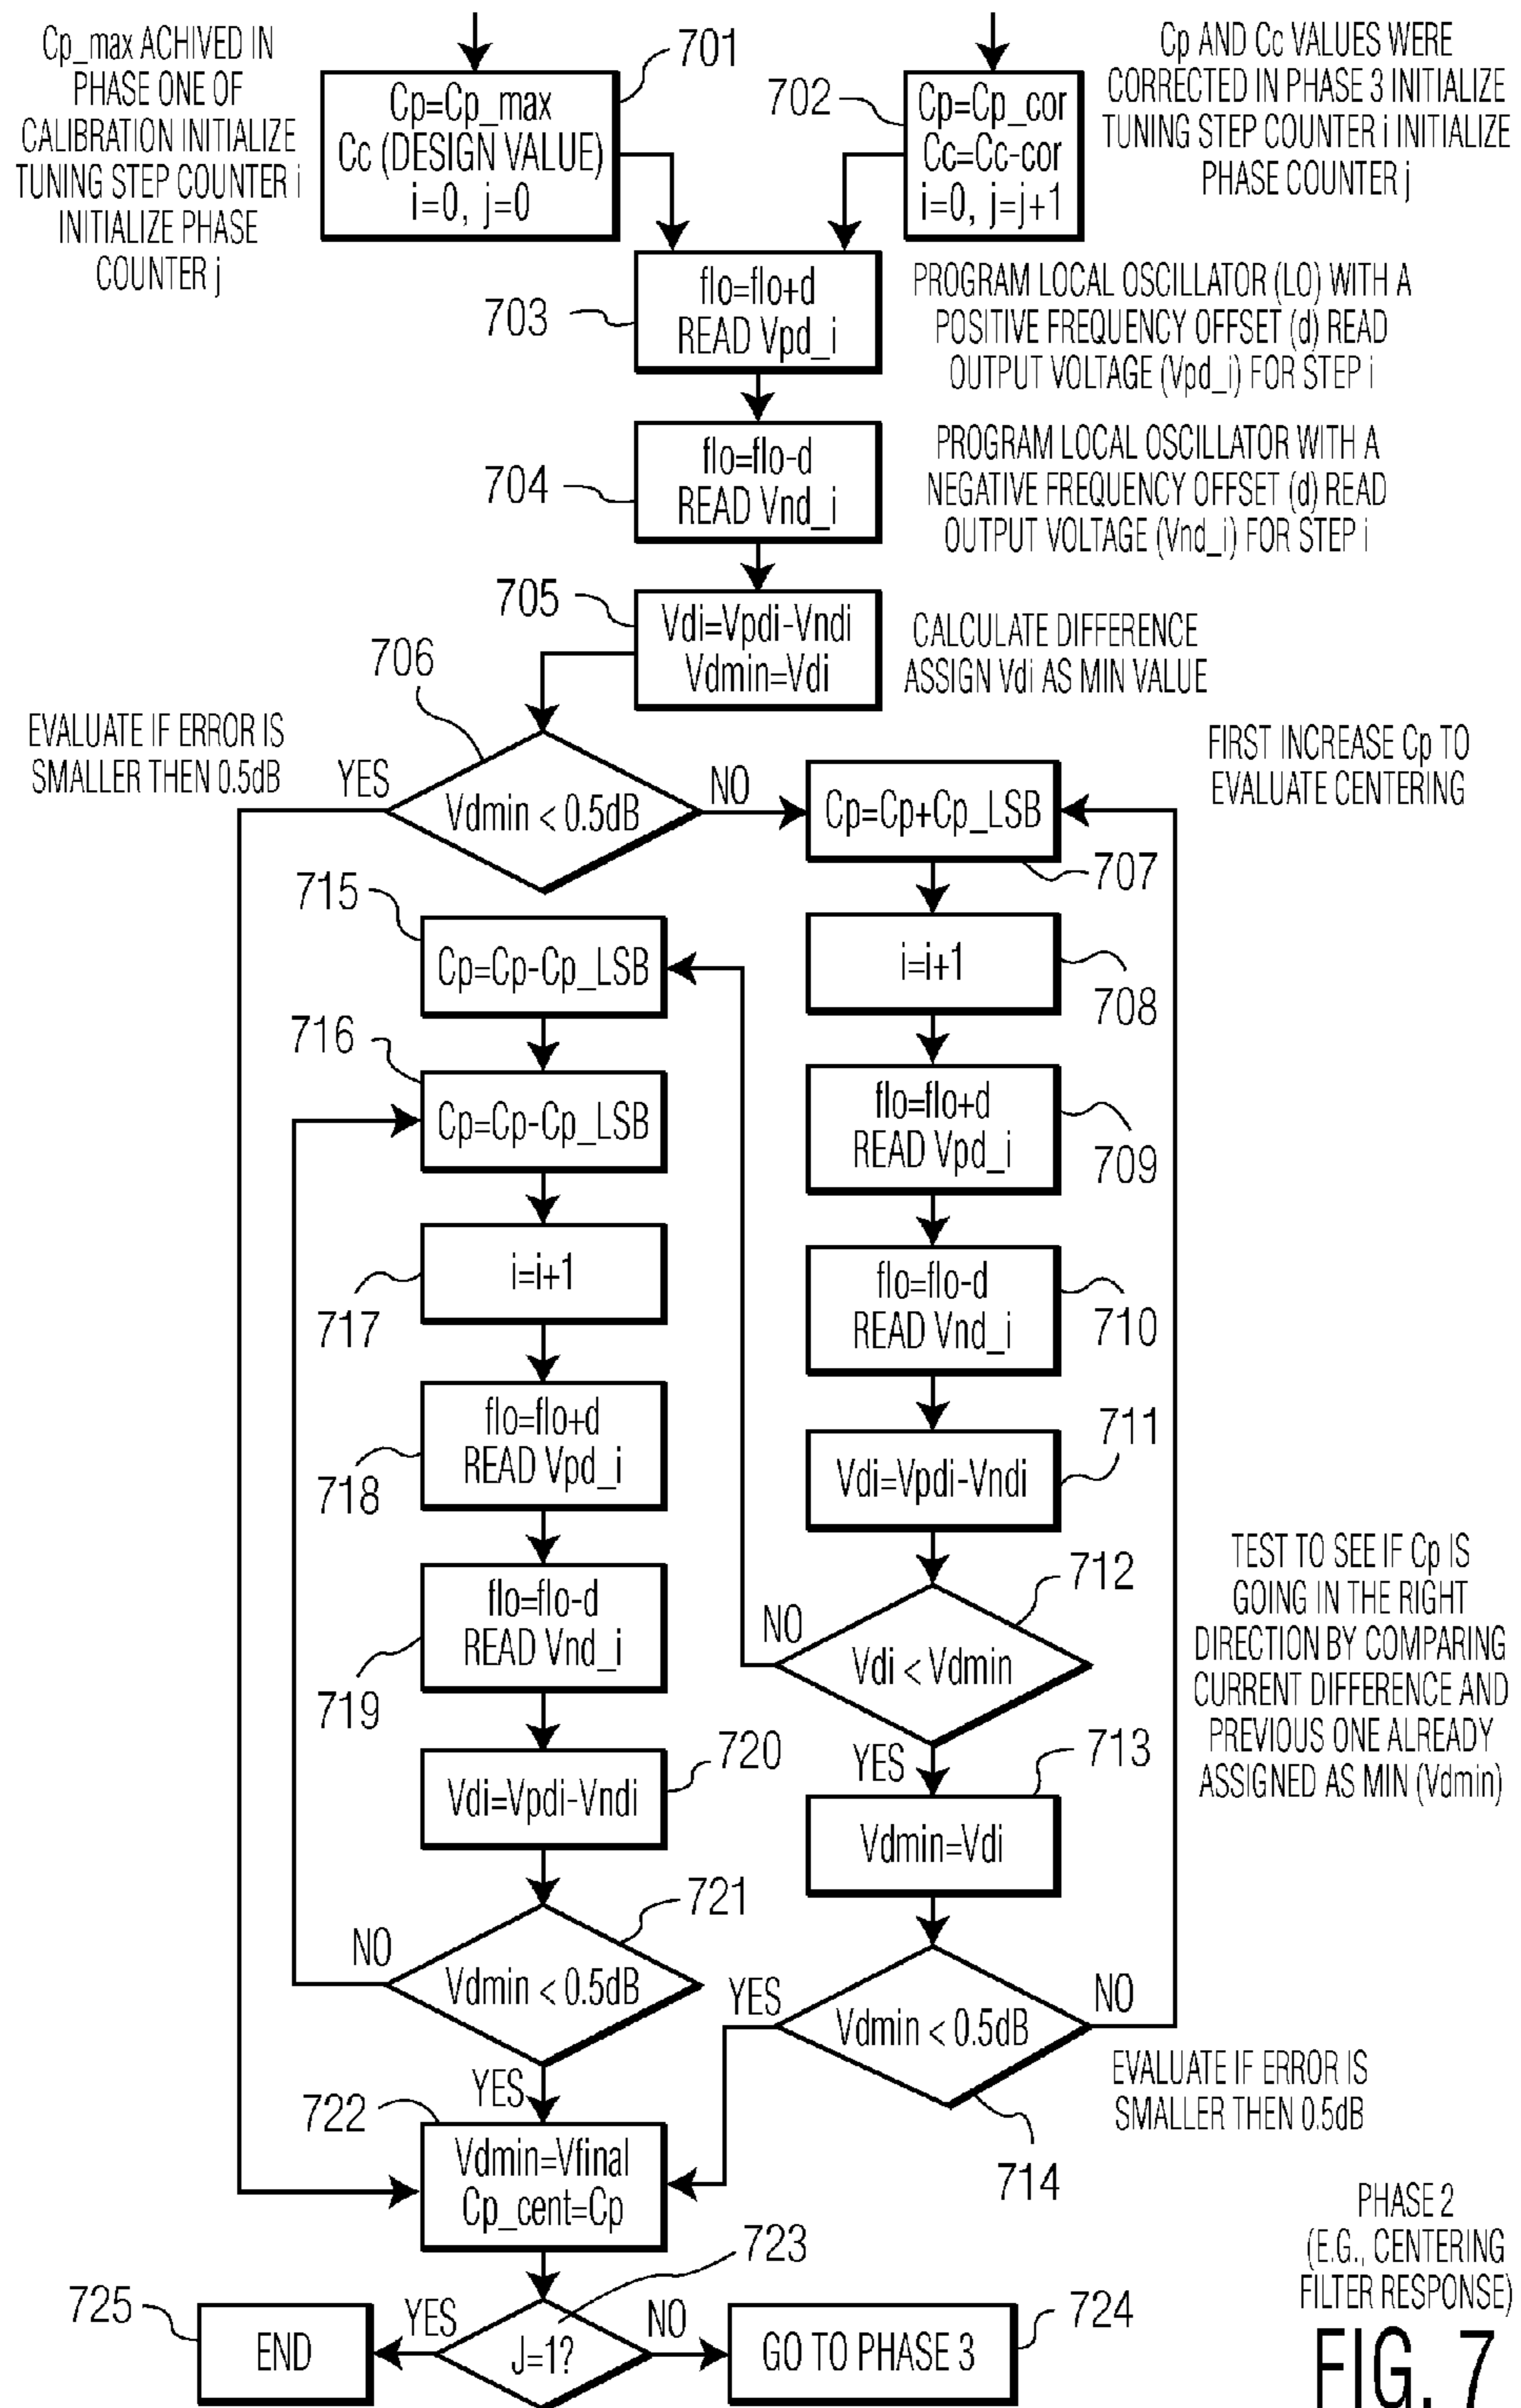 Cp_max ACHIVED IN
PHASE ONE OF
CALIBRATION INITIALIZE
TUNING STEP COUNTER i
INITIALIZE PHASE
COUNTER j
Cp=Cp_max
Cc (DESIGN VALUE)
i=0, j=0
701
702
Cp=Cp_cor
Cc=Cc-cor
i=0, j=j+1
Cp AND Cc VALUES WERE
CORRECTED IN PHASE 3 INITIALIZE
TUNING STEP COUNTER i INITIALIZE
PHASE COUNTER j
703
flo=flo+d
READ Vpd_i
PROGRAM LOCAL OSCILLATOR (LO) WITH A
POSITIVE FREQUENCY OFFSET (d) READ
OUTPUT VOLTAGE (Vpd_i) FOR STEP i
704
flo=flo-d
READ Vnd_i
PROGRAM LOCAL OSCILLATOR WITH A
NEGATIVE FREQUENCY OFFSET (d) READ
OUTPUT VOLTAGE (Vnd_i) FOR STEP i
705
Vdi=Vpdi-Vndi
Vdmin=Vdi
CALCULATE DIFFERENCE
ASSIGN Vdi AS MIN VALUE
706
EVALUATE IF ERROR IS
SMALLER THEN 0.5dB
YES
Vdmin < 0.5dB
NO
Cp=Cp+Cp_LSB
707
FIRST INCREASE Cp TO
EVALUATE CENTERING
715
Cp=Cp-Cp_LSB
i=i+1
708
716
Cp=Cp-Cp_LSB
flo=flo+d
READ Vpd_i
709
i=i+1
717
flo=flo-d
READ Vnd_i
710
flo=flo+d
READ Vpd_i
718
711
Vdi=Vpdi-Vndi
flo=flo-d
READ Vnd_i
719
712
NO
Vdi < Vdmin
YES
TEST TO SEE IF Cp IS
GOING IN THE RIGHT
DIRECTION BY COMPARING
CURRENT DIFFERENCE AND
PREVIOUS ONE ALREADY
ASSIGNED AS MIN (Vdmin)
720
Vdi=Vpdi-Vndi
713
Vdmin=Vdi
721
NO
Vdmin < 0.5dB
YES
YES
Vdmin < 0.5dB
NO
714
EVALUATE IF ERROR IS
SMALLER THEN 0.5dB
722
Vdmin=Vfinal
Cp_cent=Cp
723
725
END
YES
J=1?
NO
GO TO PHASE 3
724
PHASE 2
(E.G., CENTERING
FILTER RESPONSE)
FIG. 7